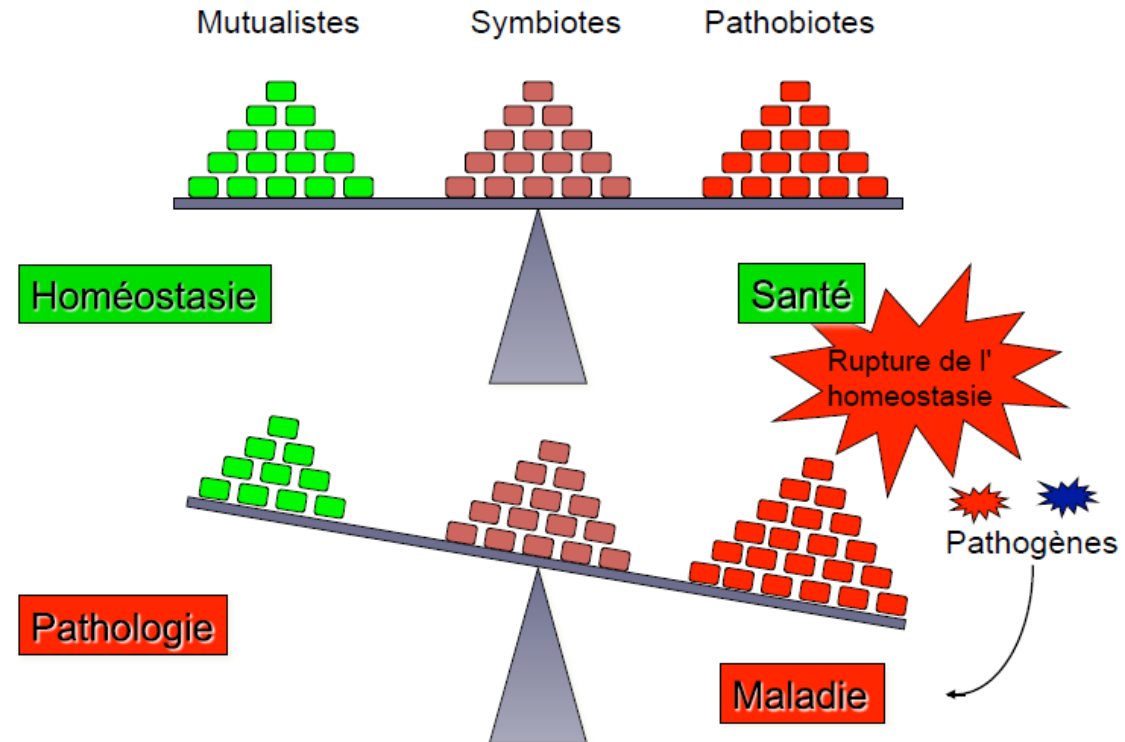 Mutualistes
Symbiotes
Pathobiotes
Homéostasie
Santé
Rupture de l'
homeostasie
Pathogènes
Pathologie
Maladie